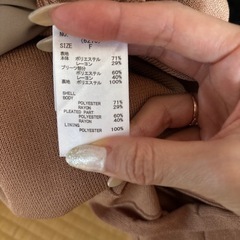 SIZE F
表地
本体 ポリエステル 71%
レーヨン 29%
プリーツ部分
ポリエステル 60%
レーヨン 40%
裏地 ポリエステル 100%
SHELL
BODY
POLYESTER 71%
RAYON 29%
PLEATED PART
POLYESTER 60%
RAYON 40%
LINING
POLYESTER 100%